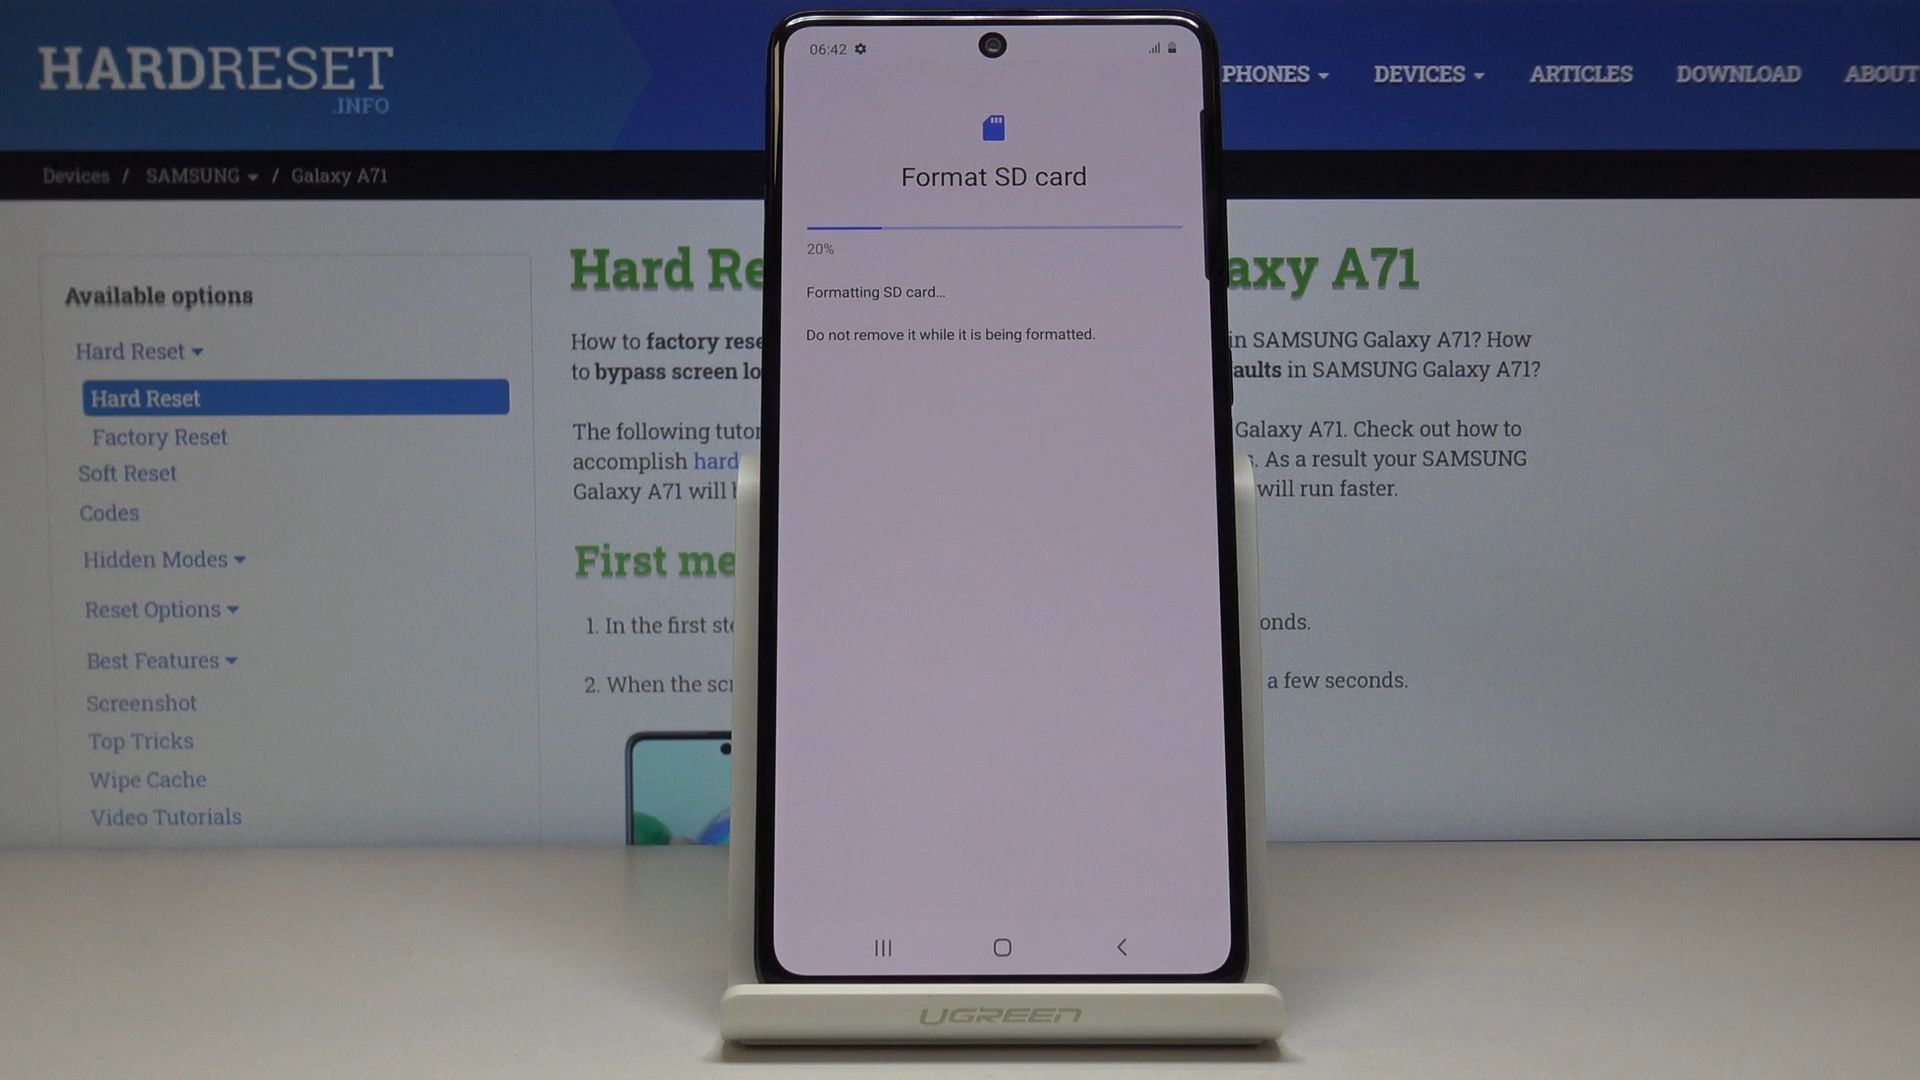 HARDRESET
.INFO
PHONES
DEVICES
ARTICLES
DOWNLOAD
ABOUT
Devices / SAMSUNG / Galaxy A71
Available options
Hard Reset
Hard Reset
Factory Reset
Soft Reset
Codes
Hidden Modes
Reset Options
Best Features
Screenshot
Top Tricks
Wipe Cache
Video Tutorials
06:42
Format SD card
20%
Formatting SD card...
Do not remove it while it is being formatted.
Hard Re axy A71
How to factory rese in SAMSUNG Galaxy A71? How
to bypass screen lo aults in SAMSUNG Galaxy A71?
The following tutor Galaxy A71. Check out how to
accomplish hard s. As a result your SAMSUNG
Galaxy A71 will will run faster.
First me
1. In the first ste onds.
2. When the scr a few seconds.
UGREEN